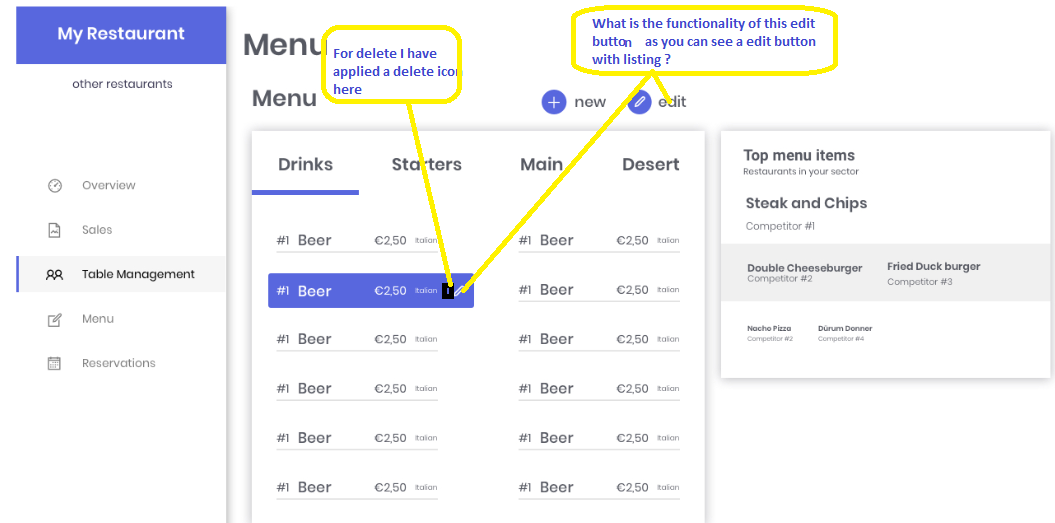 My Restaurant
other restaurants
Overview
Sales
Table Management
Menu
Reservations
Menu
For delete I have
applied a delete icon
here
What is the functionality of this edit
button as you can see a edit button
with listing ?
Menu
new
edit
Drinks Starters Main Desert
#1 Beer €2,50 Italian #1 Beer €2,50 Italian
#1 Beer €2,50 Italian #1 Beer €2,50 Italian
#1 Beer €2,50 Italian #1 Beer €2,50 Italian
#1 Beer €2,50 Italian #1 Beer €2,50 Italian
#1 Beer €2,50 Italian #1 Beer €2,50 Italian
#1 Beer €2,50 Italian #1 Beer €2,50 Italian
Top menu items
Restaurants in your sector
Steak and Chips
Competitor #1
Double Cheeseburger Fried Duck burger
Competitor #2 Competitor #3
Nacho Pizza Dürum Donner
Competitor #2 Competitor #4